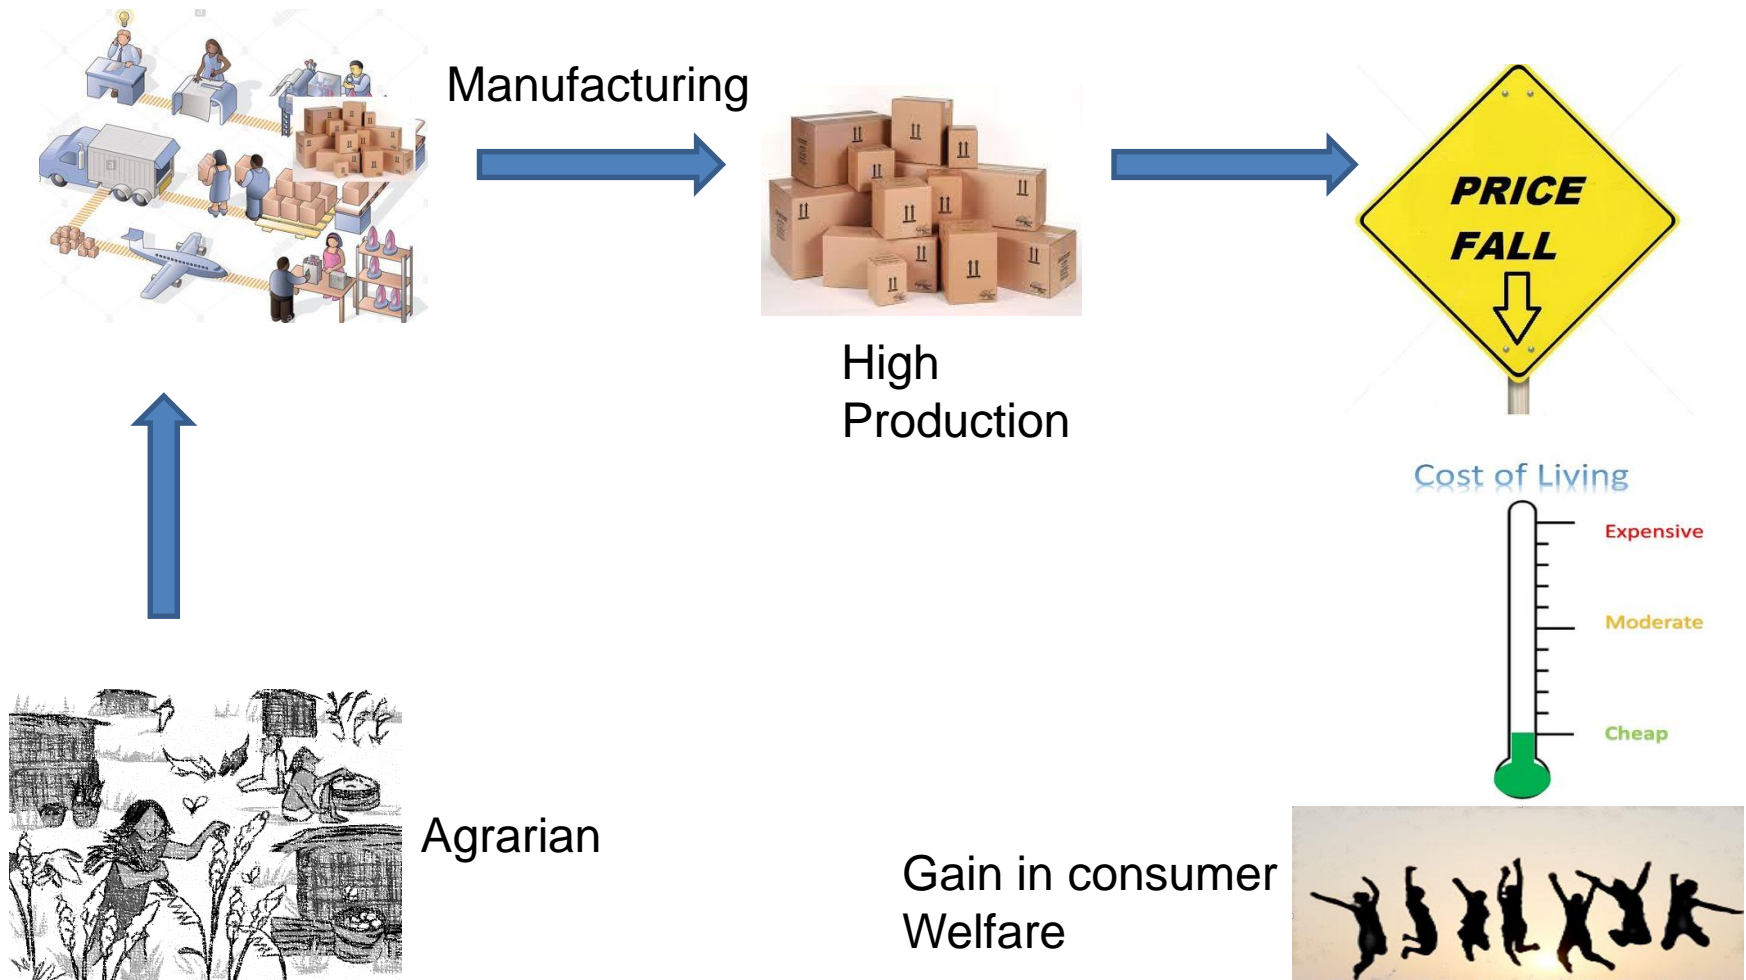 Manufacturing
PRICE
FALL
High
Production
Cost of Living
Expensive
Moderate
Cheap
Agrarian
Gain in consumer
Welfare